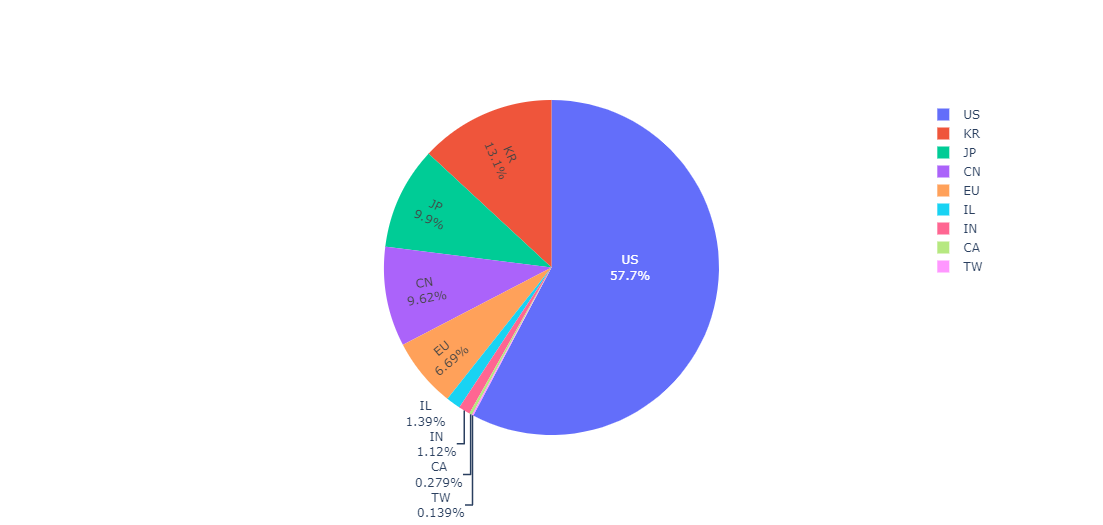 US
57.7%
KR
13.1%
JP
9.9%
CN
9.62%
EU
6.69%
IL
1.39%
IN
1.12%
CA
0.279%
TW
0.139%
US
KR
JP
CN
EU
IL
IN
CA
TW